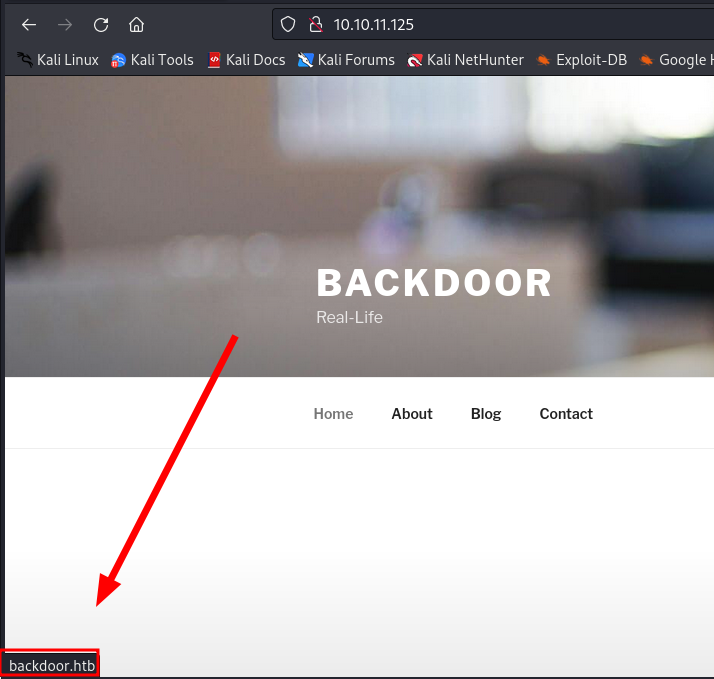 10.10.11.125
Kali Linux Kali Tools Kali Docs Kali Forums Kali NetHunter Exploit-DB Google H
BACKDOOR
Real-Life
Home About Blog Contact
backdoor.htb